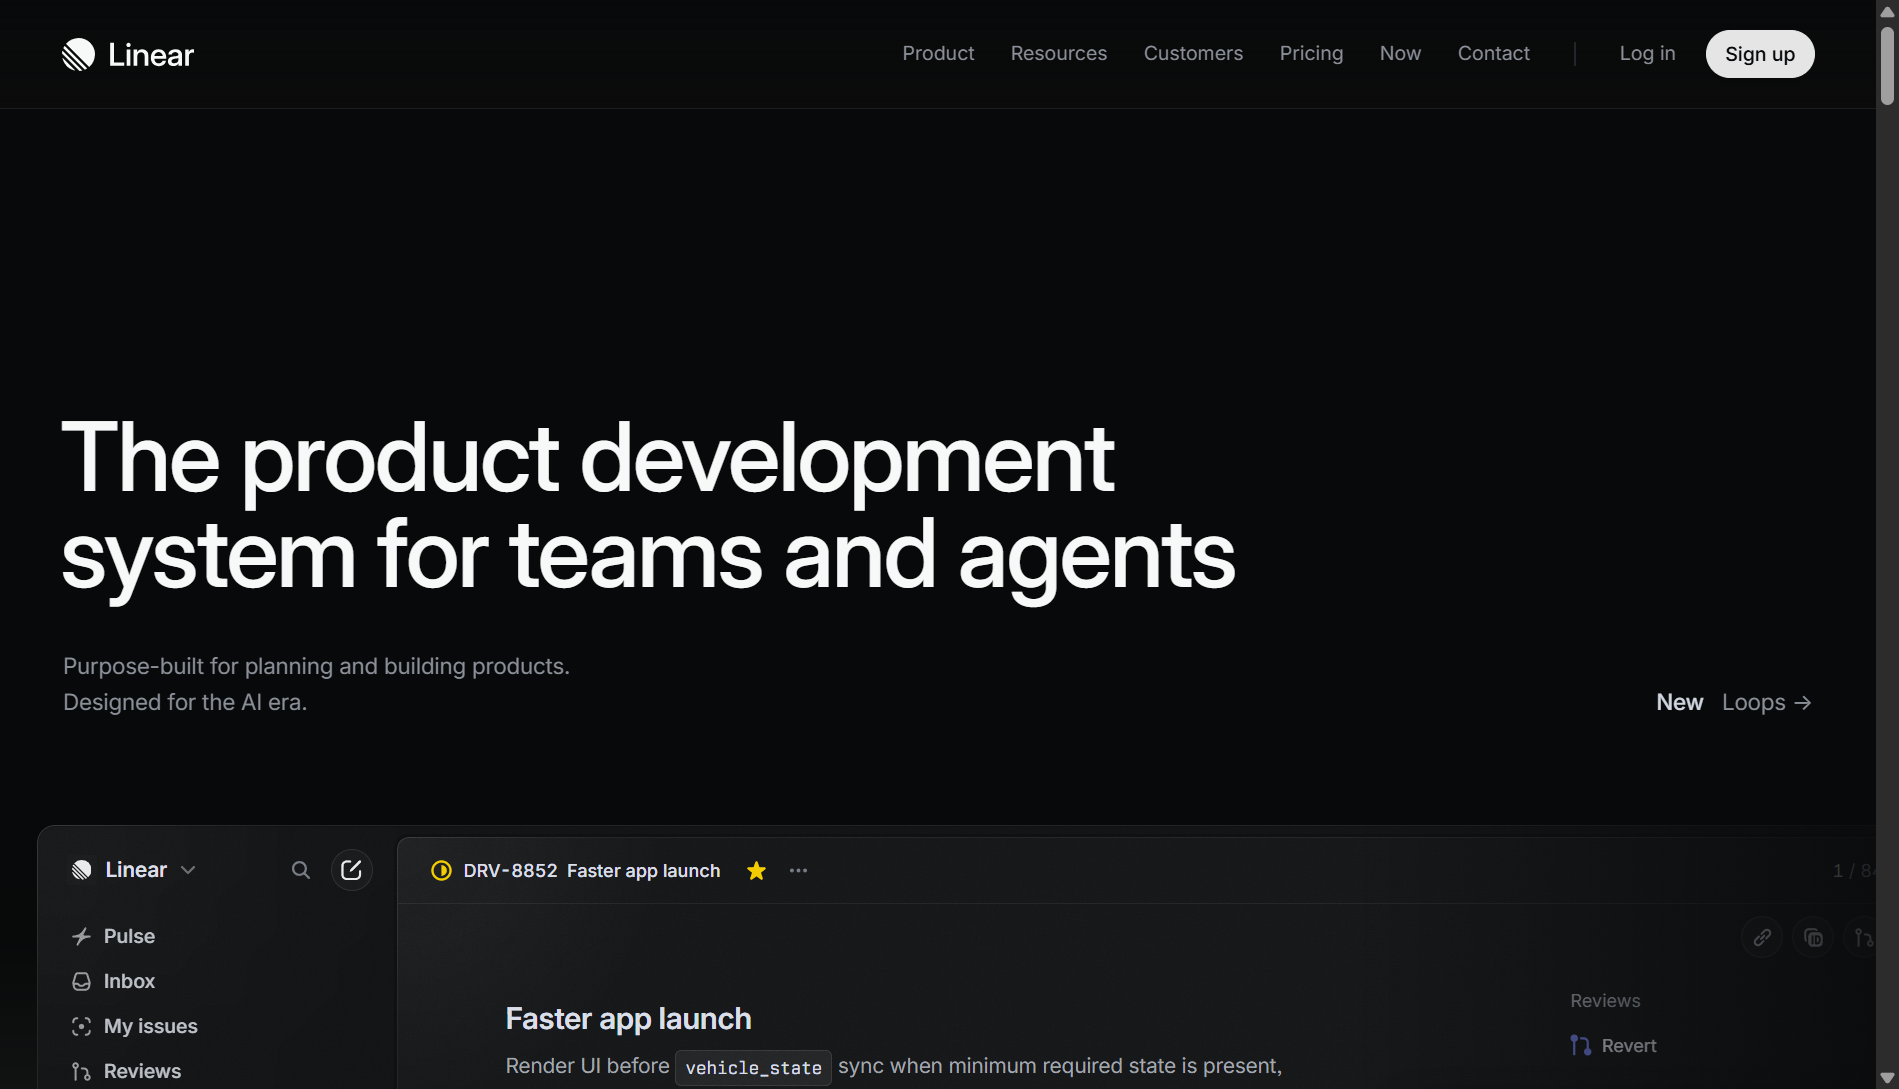 Linear
Product
Resources
Customers
Pricing
Now
Contact
Log in
Sign up
The product development
system for teams and agents
Purpose-built for planning and building products.
Designed for the AI era.
New Loops →
Linear
DRV-8852 Faster app launch
1 / 84
Pulse
Inbox
My issues
Reviews
Faster app launch
Render UI before vehicle_state sync when minimum required state is present,
Reviews
Revert